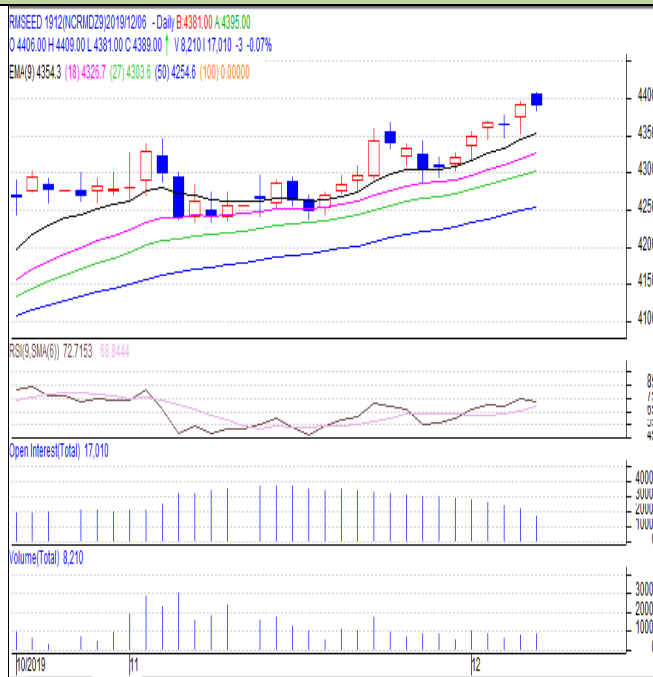 RMSEED 1912(NCRMDZ9)2019/12/06 - Daily B:4381.00 A:4395.00
O 4406.00 H 4409.00 L 4381.00 C 4389.00 ↑ V 8,210 I 17,010 -3 -0.07%
EMA(9) 4354.3 (18) 4326.7 (27) 4303.6 (50) 4254.6 (100) 0.00000
4400
4350
4300
4250
4200
4150
4100
RSI(9,SMA(6)) 72.7153 68.8444
Open Interest(Total) 17,010
4000
3000
2000
1000
0
Volume(Total) 8,210
3000
2000
1000
0
10/2019 11 12